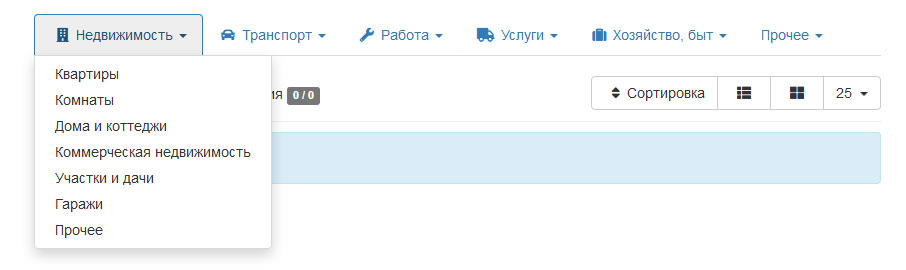 Недвижимость Транспорт Работа Услуги Хозяйство, быт Прочее
Квартиры
0 / 0 Сортировка 25
Комнаты
Дома и коттеджи
Коммерческая недвижимость
Участки и дачи
Гаражи
Прочее